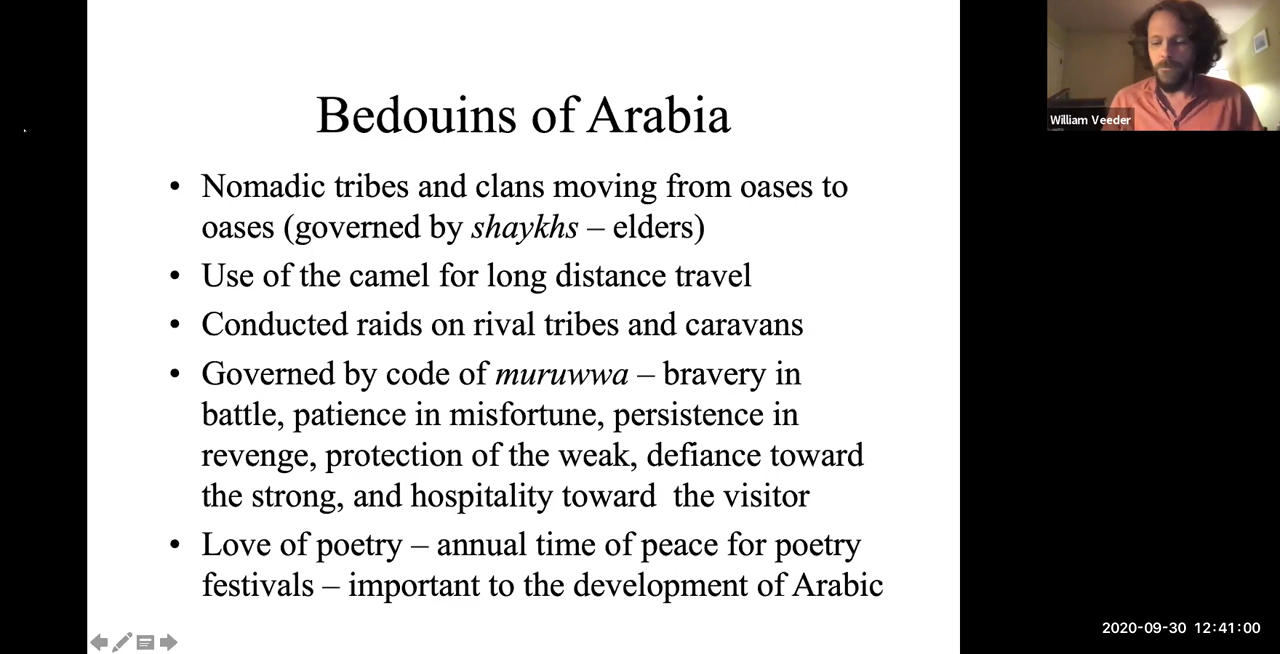 Bedouins of Arabia
• Nomadic tribes and clans moving from oases to
oases (governed by shaykhs – elders)
• Use of the camel for long distance travel
• Conducted raids on rival tribes and caravans
• Governed by code of muruwwa – bravery in
battle, patience in misfortune, persistence in
revenge, protection of the weak, defiance toward
the strong, and hospitality toward  the visitor
• Love of poetry – annual time of peace for poetry
festivals – important to the development of Arabic
William Veeder
2020-09-30 12:41:00